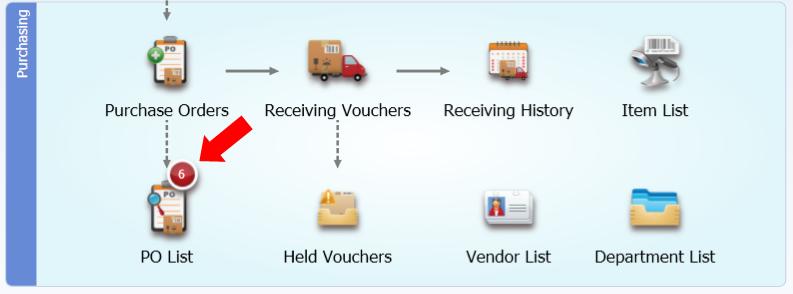 Purchasing
PO
Purchase Orders
Receiving Vouchers
Receiving History
Item List
6
PO
PO List
Held Vouchers
Vendor List
Department List